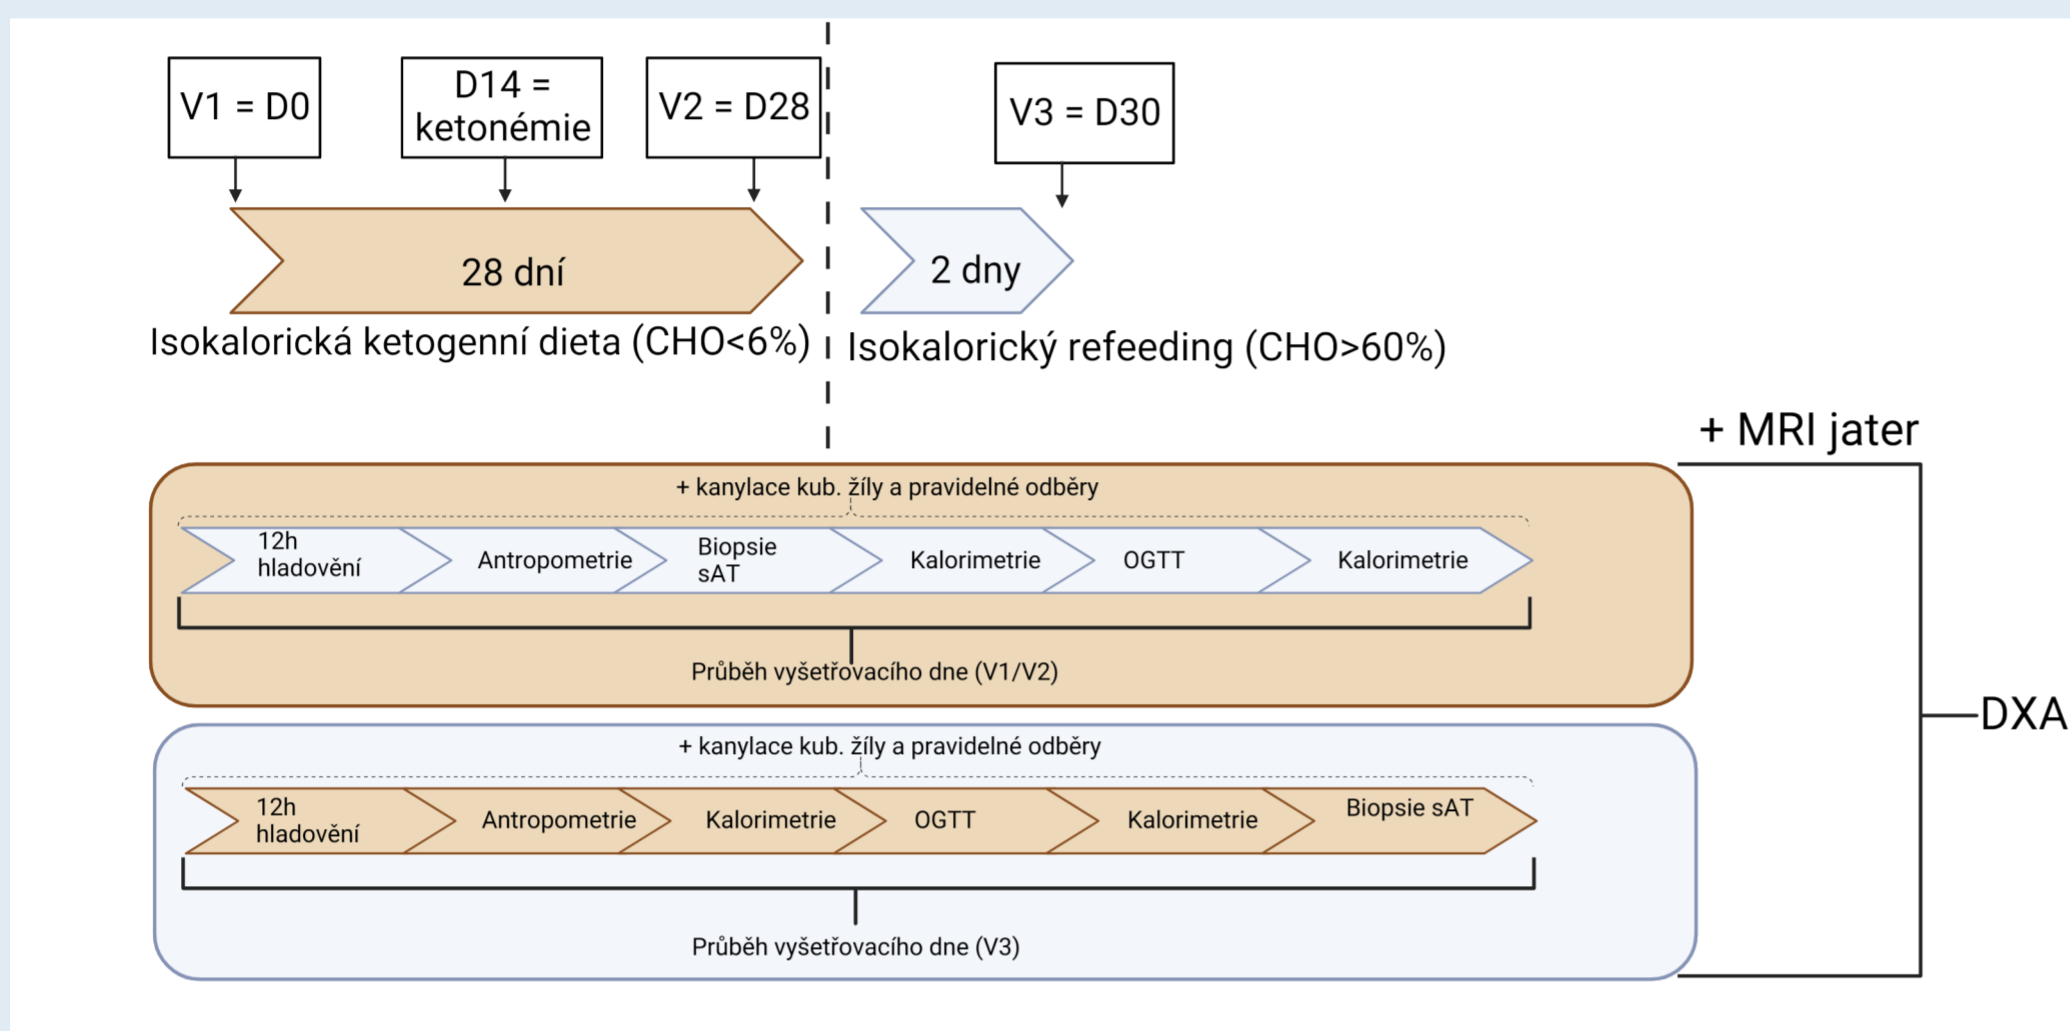 V1 = D0
D14 =
ketonémie
V2 = D28
V3 = D30
28 dní
2 dny
Isokalorická ketogenní dieta (CHO<6%)
Isokalorický refeeding (CHO>60%)
+ MRI jater
+ kanylace kub. žíly a pravidelné odběry
12h
hladovění
Antropometrie
Biopsie
sAT
Kalorimetrie
OGTT
Kalorimetrie
Průběh vyšetřovacího dne (V1/V2)
DXA
+ kanylace kub. žíly a pravidelné odběry
12h
hladovění
Antropometrie
Kalorimetrie
OGTT
Kalorimetrie
Biopsie sAT
Průběh vyšetřovacího dne (V3)